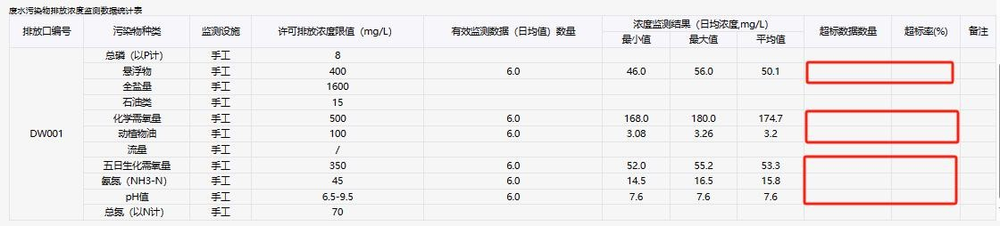 废水污染物排放浓度监测数据统计表
排放口编号 污染物种类 监测设施 许可排放浓度限值（mg/L） 有效监测数据（日均值）数量 浓度监测结果（日均浓度,mg/L） 超标数据数量 超标率(%) 备注
最小值 最大值 平均值
总磷（以P计） 手工 8
悬浮物 手工 400 6.0 46.0 56.0 50.1
全盐量 手工 1600
石油类 手工 15
化学需氧量 手工 500 6.0 168.0 180.0 174.7
DW001 动植物油 手工 100 6.0 3.08 3.26 3.2
流量 手工 /
五日生化需氧量 手工 350 6.0 52.0 55.2 53.3
氨氮（NH3-N） 手工 45 6.0 14.5 16.5 15.8
pH值 手工 6.5-9.5 6.0 7.6 7.6 7.6
总氮（以N计） 手工 70